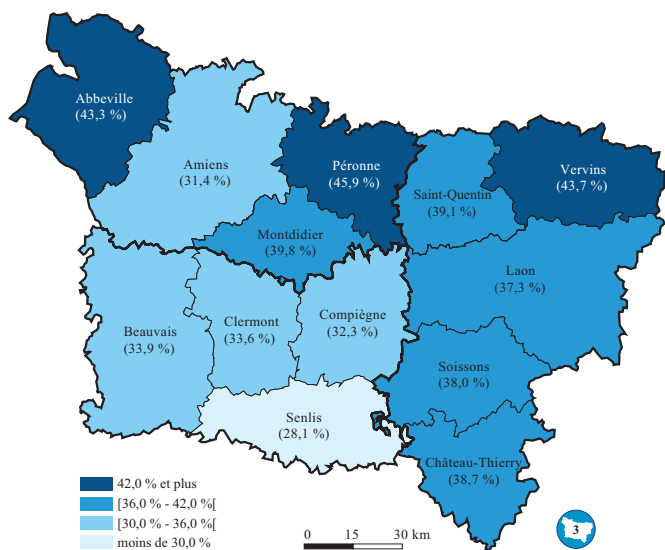 Abbeville
(43,3 %)
Amiens
(31,4 %)
Péronne
(45,9 %)
Saint-Quentin
(39,1 %)
Vervins
(43,7 %)
Montdidier
(39,8 %)
Laon
(37,3 %)
Beauvais
(33,9 %)
Clermont
(33,6 %)
Compiègne
(32,3 %)
Soissons
(38,0 %)
Senlis
(28,1 %)
Château-Thierry
(38,7 %)
42,0 % et plus
[36,0 % - 42,0 %[
[30,0 % - 36,0 %[
moins de 30,0 %
0 15 30 km
3